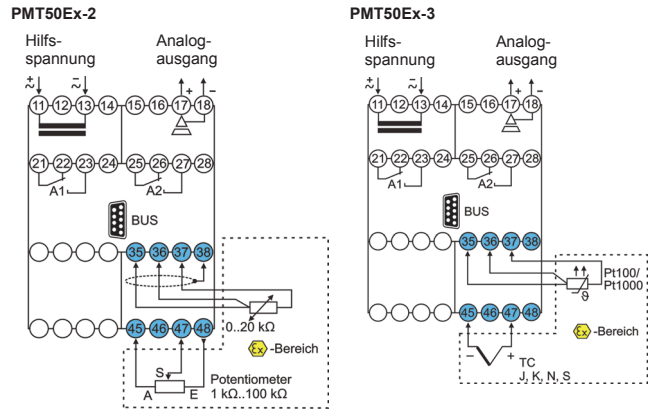 PMT50Ex-2
Hilfs-
spannung
Analog-
ausgang
+
~
–
~
+
–
11 12 13 14 15 16 17 18
21 22 23 24 25 26 27 28
A1
A2
BUS
35 36 37 38
0..20 kΩ
Ex -Bereich
45 46 47 48
S
A
E
Potentiometer
1 kΩ..100 kΩ
PMT50Ex-3
Hilfs-
spannung
Analog-
ausgang
+
~
–
~
+
–
11 12 13 14 15 16 17 18
21 22 23 24 25 26 27 28
A1
A2
BUS
35 36 37 38
Pt100/
Pt1000
ϑ
Ex -Bereich
45 46 47 48
–
+
TC
J, K, N, S